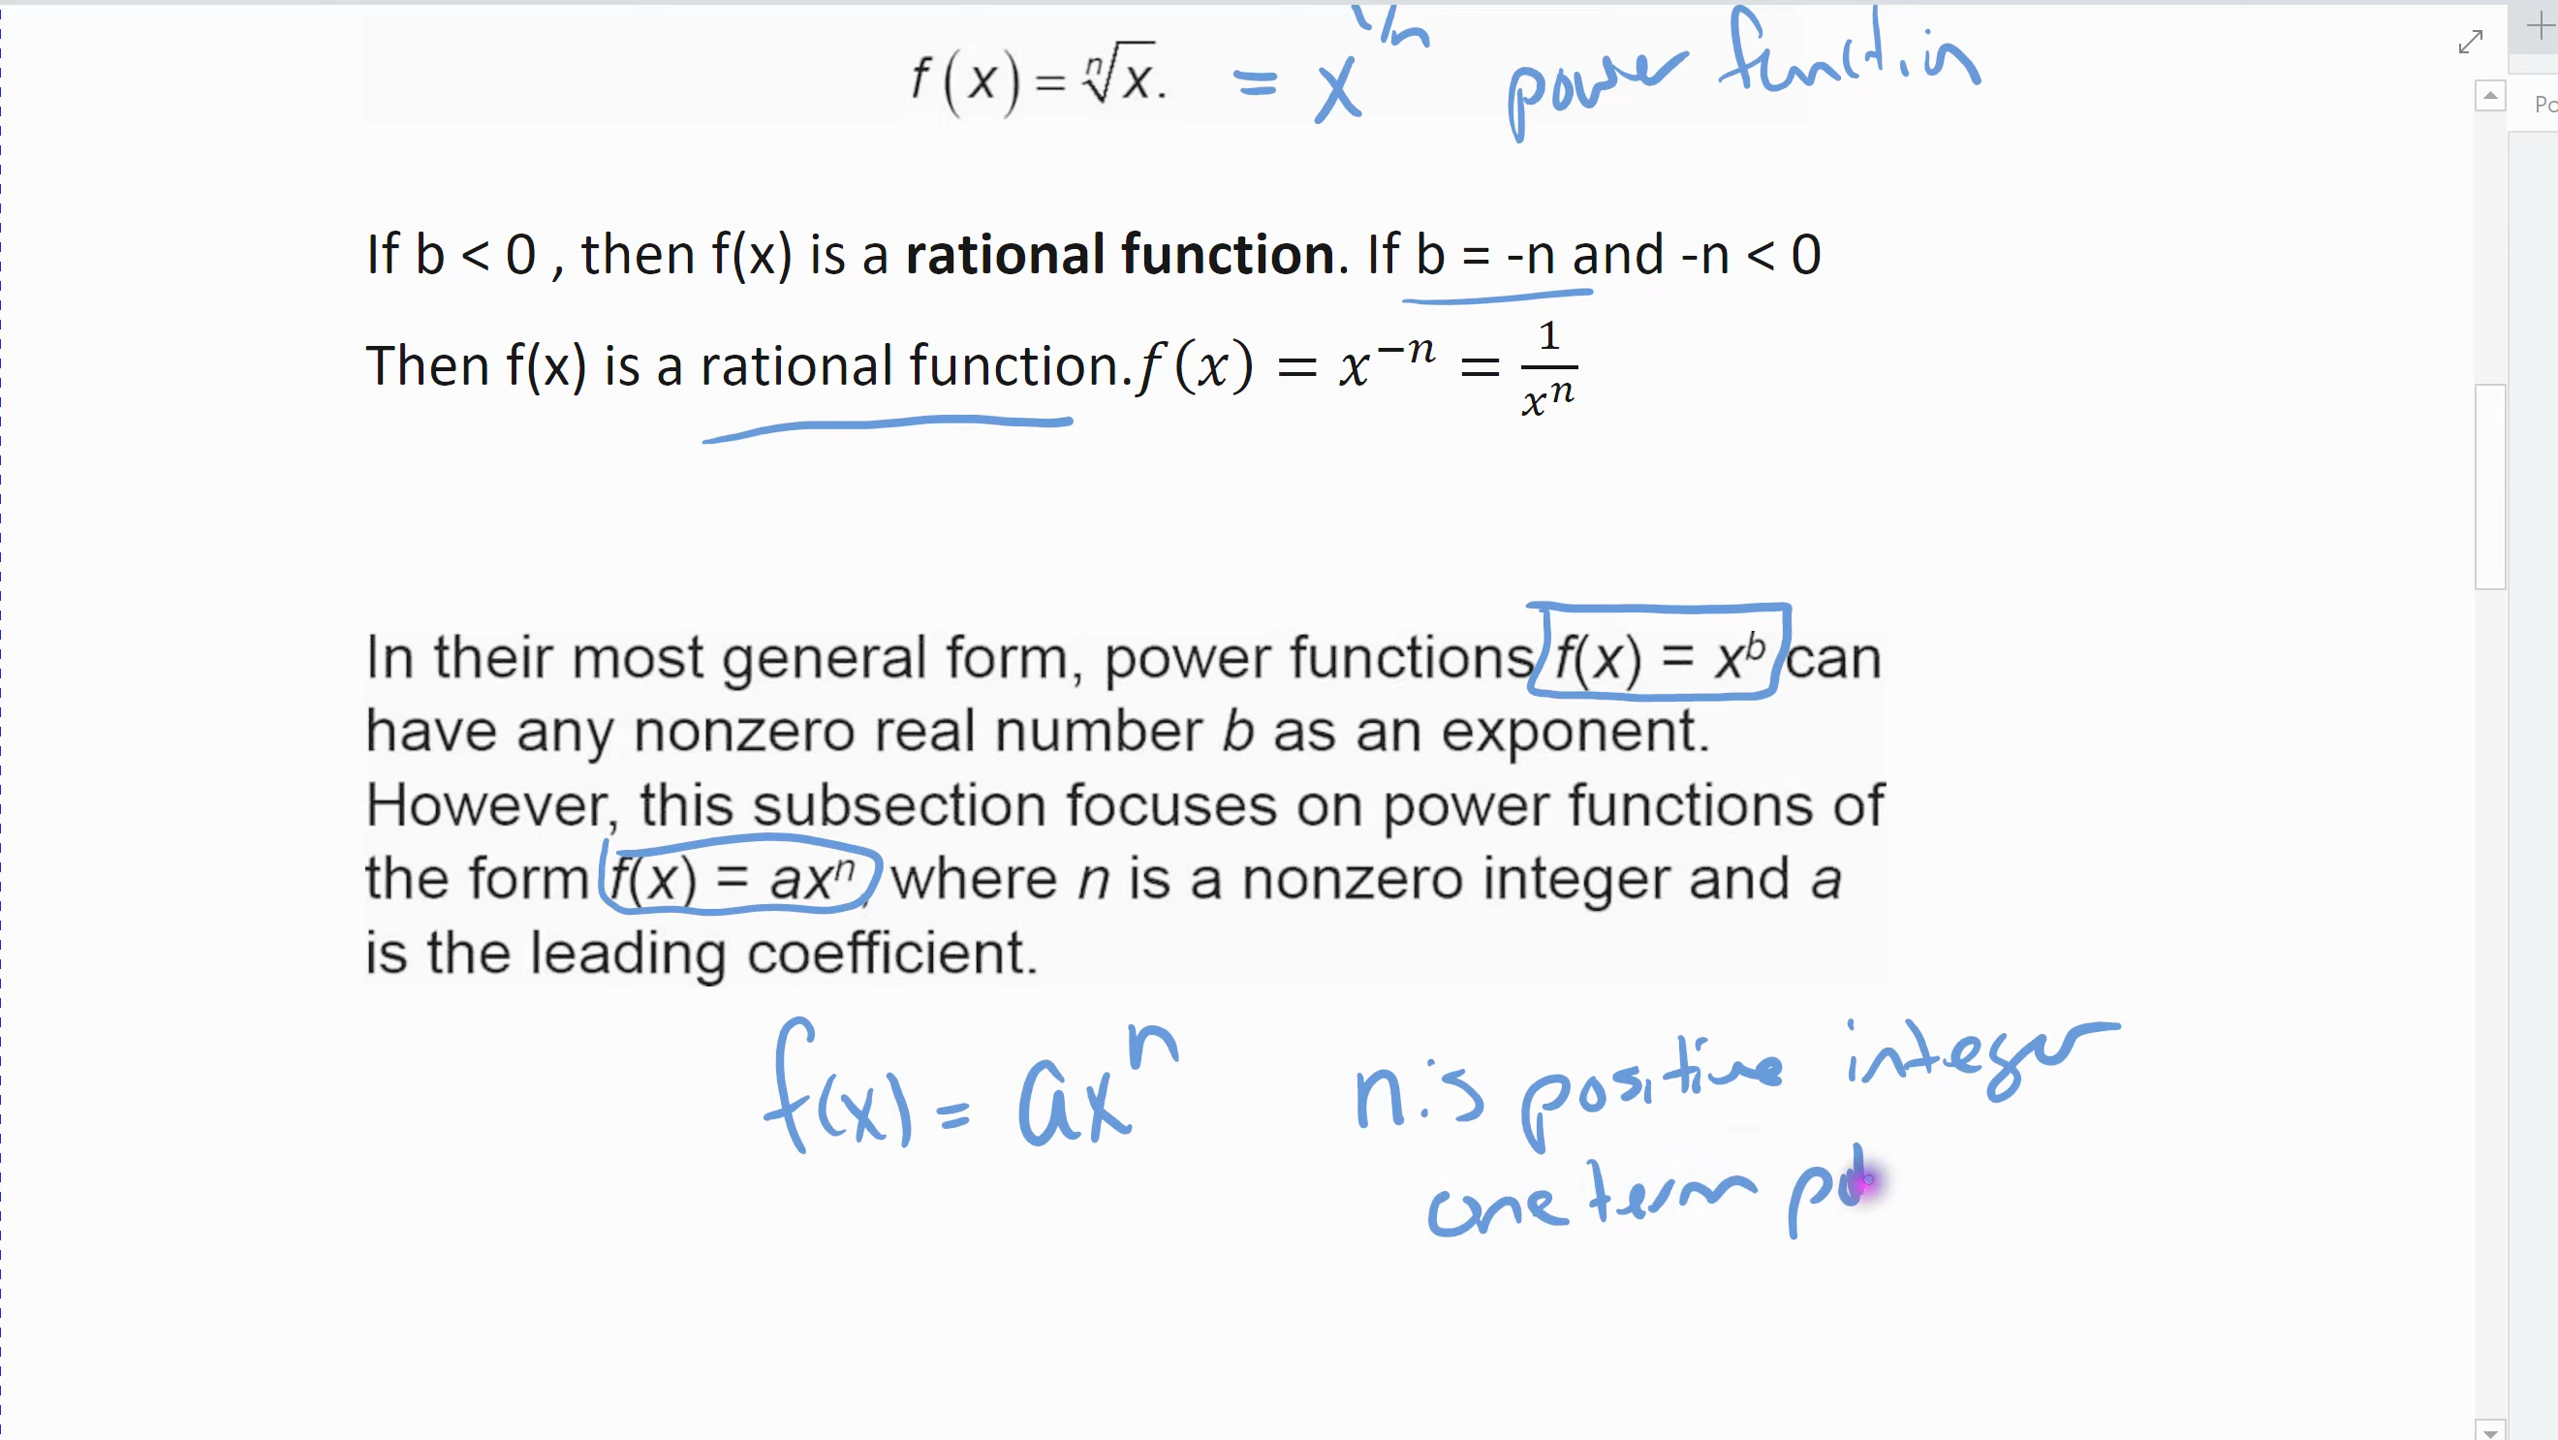 f(x) = ⁿ√x. = x^1/n power function
Po
If b < 0 , then f(x) is a rational function. If b = -n and -n < 0
Then f(x) is a rational function. f(x) = x⁻ⁿ = 1/xⁿ
In their most general form, power functions f(x) = xᵇ can
have any nonzero real number b as an exponent.
However, this subsection focuses on power functions of
the form f(x) = axⁿ, where n is a nonzero integer and a
is the leading coefficient.
f(x) = axⁿ n is positive integer
one term po